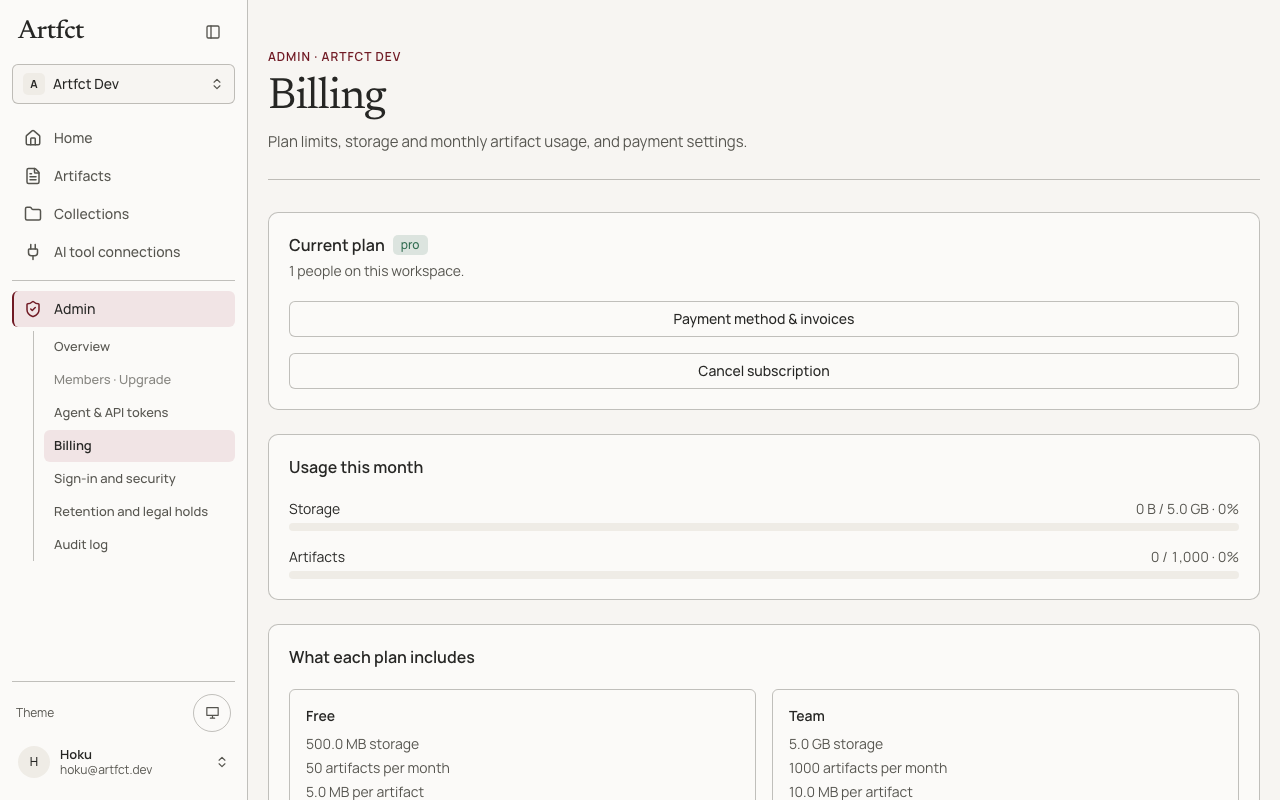 Artfct
A
Artfct Dev
Home
Artifacts
Collections
AI tool connections
Admin
Overview
Members · Upgrade
Agent & API tokens
Billing
Sign-in and security
Retention and legal holds
Audit log
Theme
H
Hoku
hoku@artfct.dev
ADMIN · ARTFCT DEV
Billing
Plan limits, storage and monthly artifact usage, and payment settings.
Current plan pro
1 people on this workspace.
Payment method & invoices
Cancel subscription
Usage this month
Storage 0 B / 5.0 GB · 0%
Artifacts 0 / 1,000 · 0%
What each plan includes
Free
500.0 MB storage
50 artifacts per month
5.0 MB per artifact
Team
5.0 GB storage
1000 artifacts per month
10.0 MB per artifact